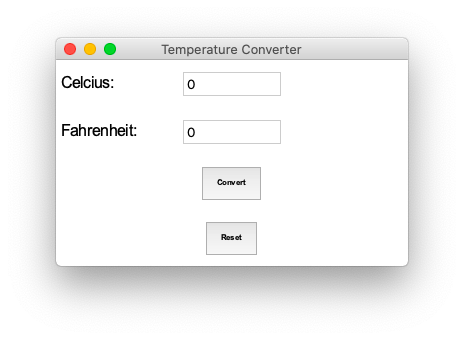 Temperature Converter
Celcius: 0
Fahrenheit: 0
Convert
Reset